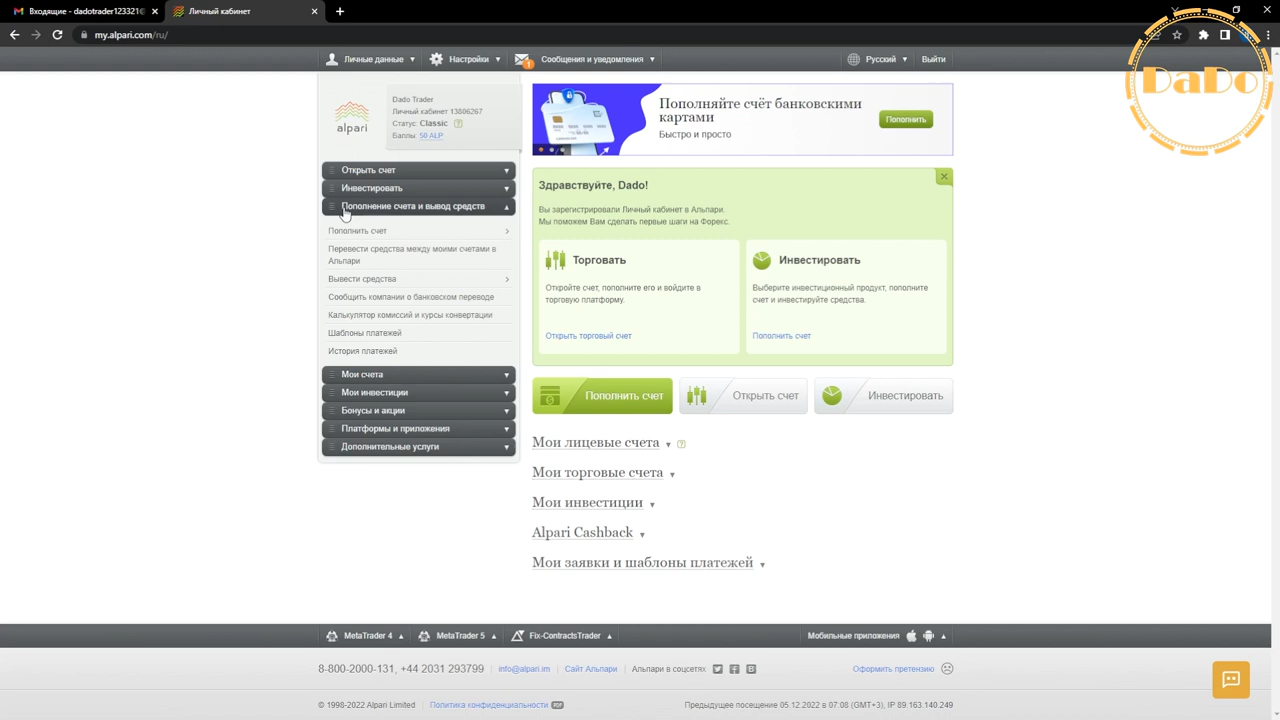 Входящие - dadotrader123321@
Личный кабинет
my.alpari.com/ru/
Личные данные
Настройки
1
Сообщения и уведомления
Русский
Выйти
DaDo
alpari
Dado Trader
Личный кабинет 13806267
Статус: Classic ?
Баллы: 50 ALP
Пополняйте счёт банковскими
картами
Быстро и просто
Пополнить
Открыть счет
Инвестировать
Пополнение счета и вывод средств
Пополнить счет
Перевести средства между моими счетами в
Альпари
Вывести средства
Сообщить компании о банковском переводе
Калькулятор комиссий и курсы конвертации
Шаблоны платежей
История платежей
Мои счета
Мои инвестиции
Бонусы и акции
Платформы и приложения
Дополнительные услуги
Здравствуйте, Dado!
Вы зарегистрировали Личный кабинет в Альпари.
Мы поможем Вам сделать первые шаги на Форекс.
Торговать
Откройте счет, пополните его и войдите в
торговую платформу.
Открыть торговый счет
Инвестировать
Выберите инвестиционный продукт, пополните
счет и инвестируйте средства.
Пополнить счет
Пополнить счет
Открыть счет
Инвестировать
Мои лицевые счета ?
Мои торговые счета
Мои инвестиции
Alpari Cashback
Мои заявки и шаблоны платежей
MetaTrader 4
MetaTrader 5
Fix-ContractsTrader
Мобильные приложения
8-800-2000-131, +44 2031 293799
info@alpari.im
Сайт Альпари
Альпари в соцсетях
Оформить претензию
© 1998-2022 Alpari Limited
Политика конфиденциальности PDF
Предыдущее посещение 05.12.2022 в 07:08 (GMT+3), IP 89.163.140.249